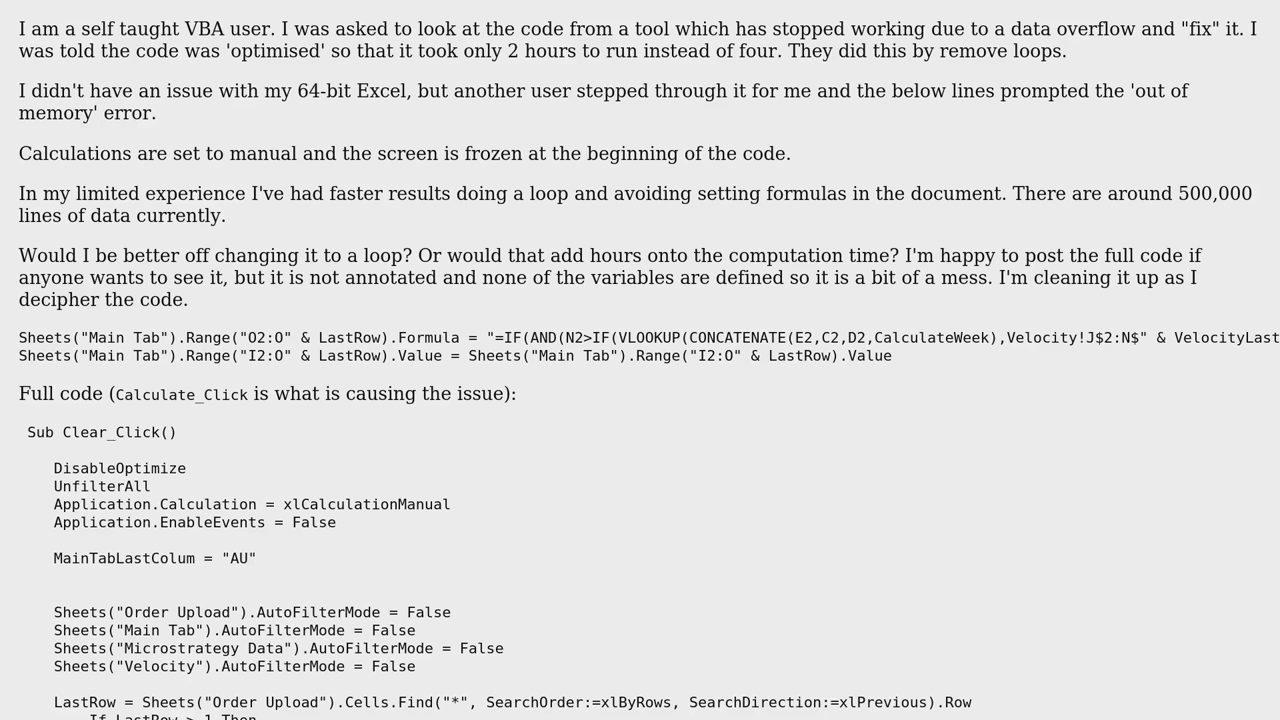 I am a self taught VBA user. I was asked to look at the code from a tool which has stopped working due to a data overflow and "fix" it. I
was told the code was 'optimised' so that it took only 2 hours to run instead of four. They did this by remove loops.
I didn't have an issue with my 64-bit Excel, but another user stepped through it for me and the below lines prompted the 'out of
memory' error.
Calculations are set to manual and the screen is frozen at the beginning of the code.
In my limited experience I've had faster results doing a loop and avoiding setting formulas in the document. There are around 500,000
lines of data currently.
Would I be better off changing it to a loop? Or would that add hours onto the computation time? I'm happy to post the full code if
anyone wants to see it, but it is not annotated and none of the variables are defined so it is a bit of a mess. I'm cleaning it up as I
decipher the code.
Sheets("Main Tab").Range("O2:O" & LastRow).Formula = "=IF(AND(N2>IF(VLOOKUP(CONCATENATE(E2,C2,D2,CalculateWeek),Velocity!J$2:N$" & VelocityLast
Sheets("Main Tab").Range("I2:O" & LastRow).Value = Sheets("Main Tab").Range("I2:O" & LastRow).Value
Full code (Calculate_Click is what is causing the issue):
Sub Clear_Click()
DisableOptimize
UnfilterAll
Application.Calculation = xlCalculationManual
Application.EnableEvents = False
MainTabLastColum = "AU"
Sheets("Order Upload").AutoFilterMode = False
Sheets("Main Tab").AutoFilterMode = False
Sheets("Microstrategy Data").AutoFilterMode = False
Sheets("Velocity").AutoFilterMode = False
LastRow = Sheets("Order Upload").Cells.Find("*", SearchOrder:=xlByRows, SearchDirection:=xlPrevious).Row
If LastRow > 1 Then